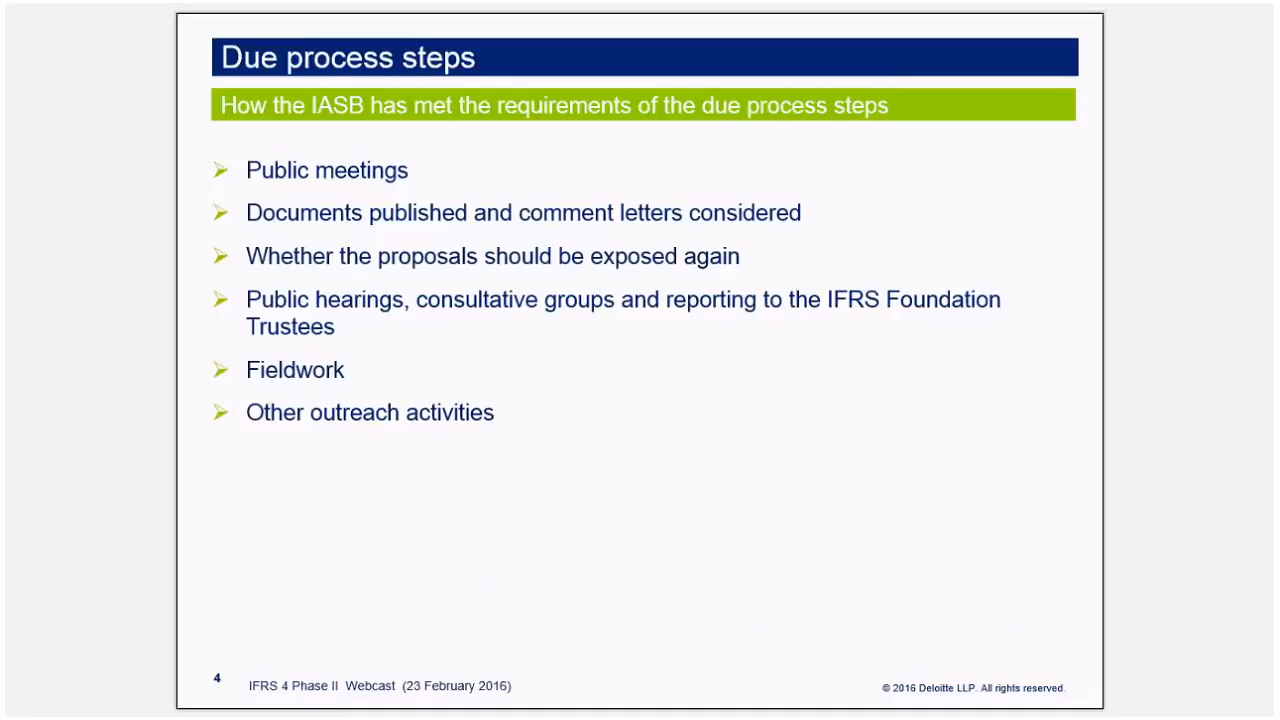 Due process steps
How the IASB has met the requirements of the due process steps
Public meetings
Documents published and comment letters considered
Whether the proposals should be exposed again
Public hearings, consultative groups and reporting to the IFRS Foundation
Trustees
Fieldwork
Other outreach activities
4
IFRS 4 Phase II Webcast (23 February 2016)
© 2016 Deloitte LLP. All rights reserved.